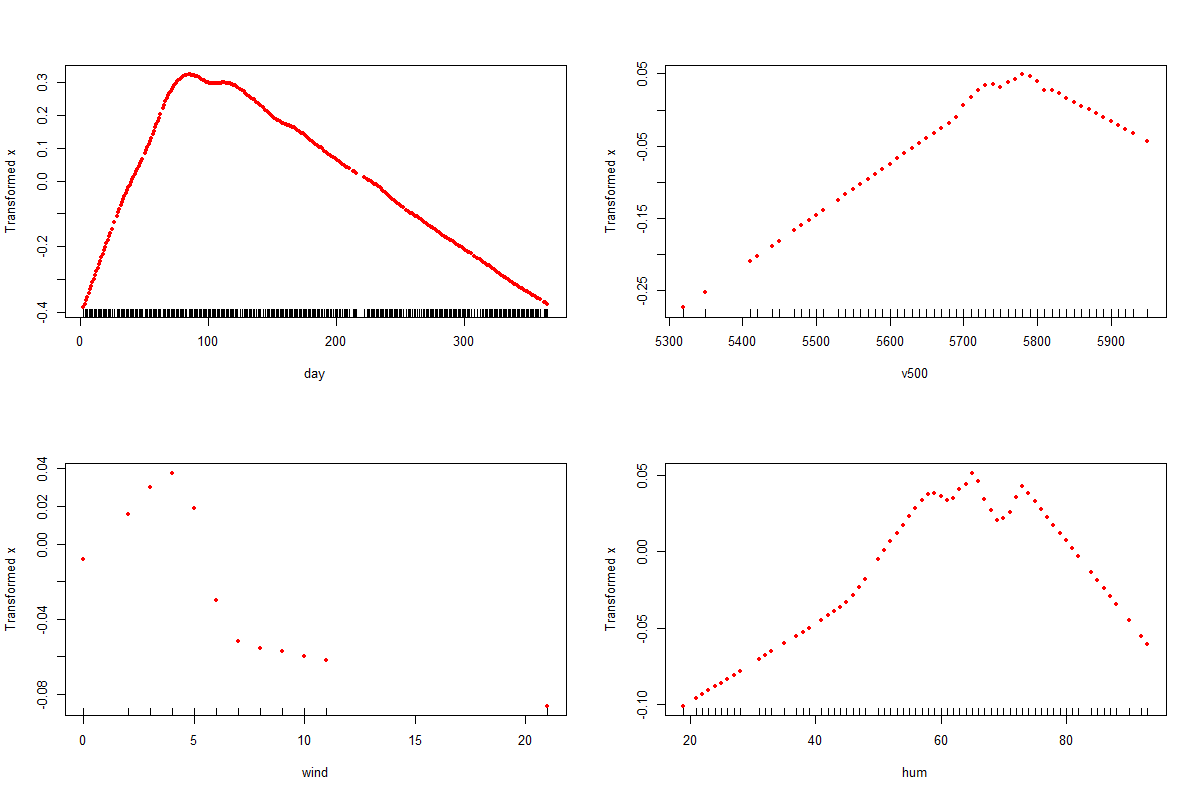 Transformed x
0.3
0.2
0.1
0.0
-0.2
-0.4
0 100 200 300
day
Transformed x
0.05
-0.05
-0.15
-0.25
5300 5400 5500 5600 5700 5800 5900
v500
Transformed x
0.04
0.02
0.00
-0.04
-0.08
0 5 10 15 20
wind
Transformed x
0.05
0.00
-0.05
-0.10
20 40 60 80
hum